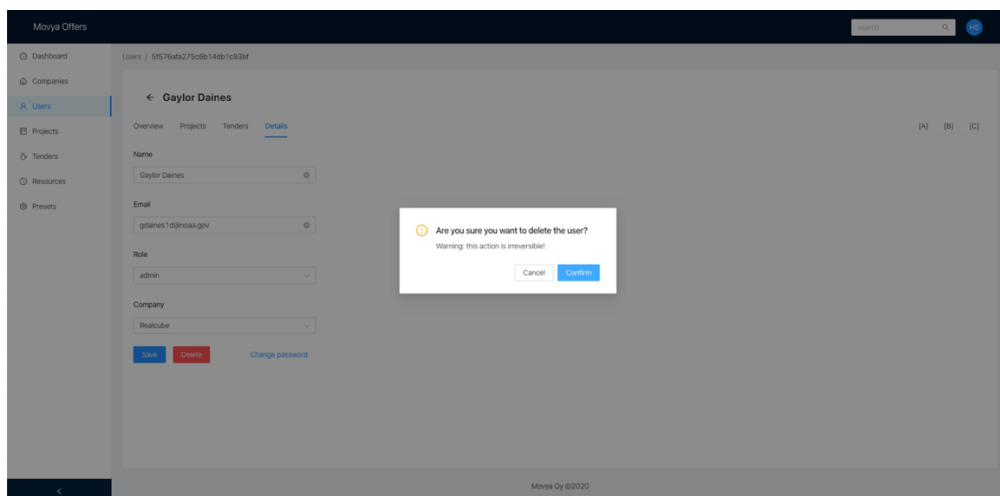 Movya Offers
search
HS
Dashboard
Companies
Users
Projects
Tenders
Resources
Presets
Users / 5f576afa275c6b14db1c93bf
← Gaylor Daines
Overview Projects Tenders Details
[A] [B] [C]
Name
Gaylor Daines
Email
gdaines1d@noaa.gov
Role
admin
Company
Realcube
Save Delete Change password
Are you sure you want to delete the user?
Warning: this action is irreversible!
Cancel Confirm
Movya Oy ©2020